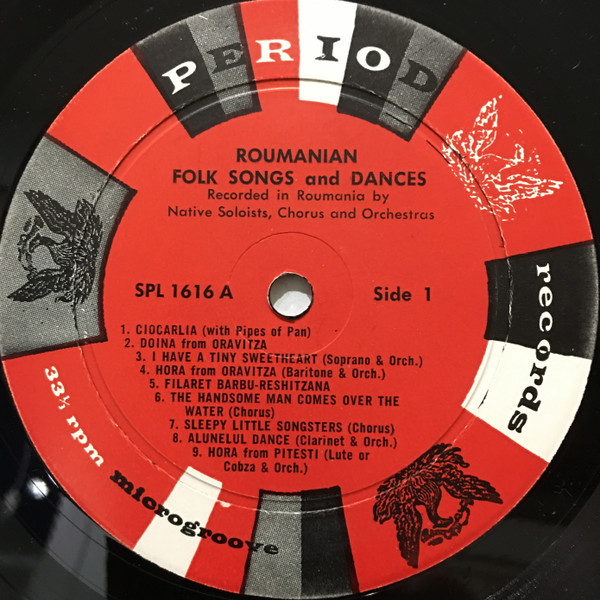 PERIOD
records
ROUMANIAN
FOLK SONGS and DANCES
Recorded in Roumania by
Native Soloists, Chorus and Orchestras
SPL 1616 A
Side 1
1. CIOCARLIA (with Pipes of Pan)
2. DOINA from ORAVITZA
3. I HAVE A TINY SWEETHEART (Soprano & Orch.)
4. HORA from ORAVITZA (Baritone & Orch.)
5. FILARET BARBU-RESHITZANA
6. THE HANDSOME MAN COMES OVER THE
WATER (Chorus)
7. SLEEPY LITTLE SONGSTERS (Chorus)
8. ALUNELUL DANCE (Clarinet & Orch.)
9. HORA from PITESTI (Lute or
Cobza & Orch.)
33⅓ rpm microgroove